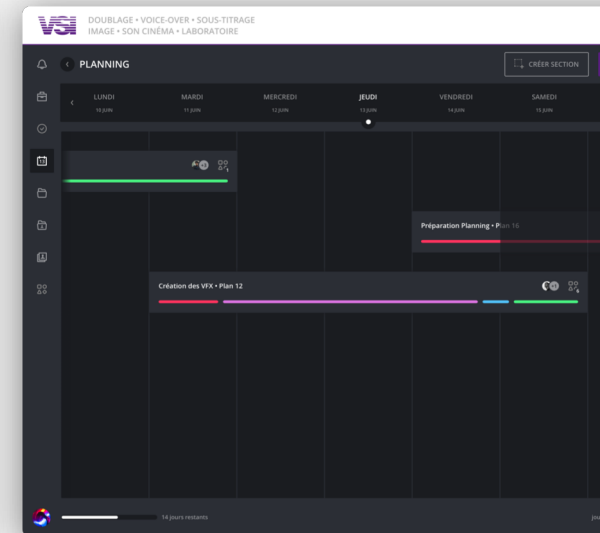 VSI
DOUBLAGE • VOICE-OVER • SOUS-TITRAGE
IMAGE • SON CINÉMA • LABORATOIRE
PLANNING
CRÉER SECTION
LUNDI
10 JUIN
MARDI
11 JUIN
MERCREDI
12 JUIN
JEUDI
13 JUIN
VENDREDI
14 JUIN
SAMEDI
15 JUIN
Préparation Planning • Plan 16
Création des VFX • Plan 12
14 jours restants